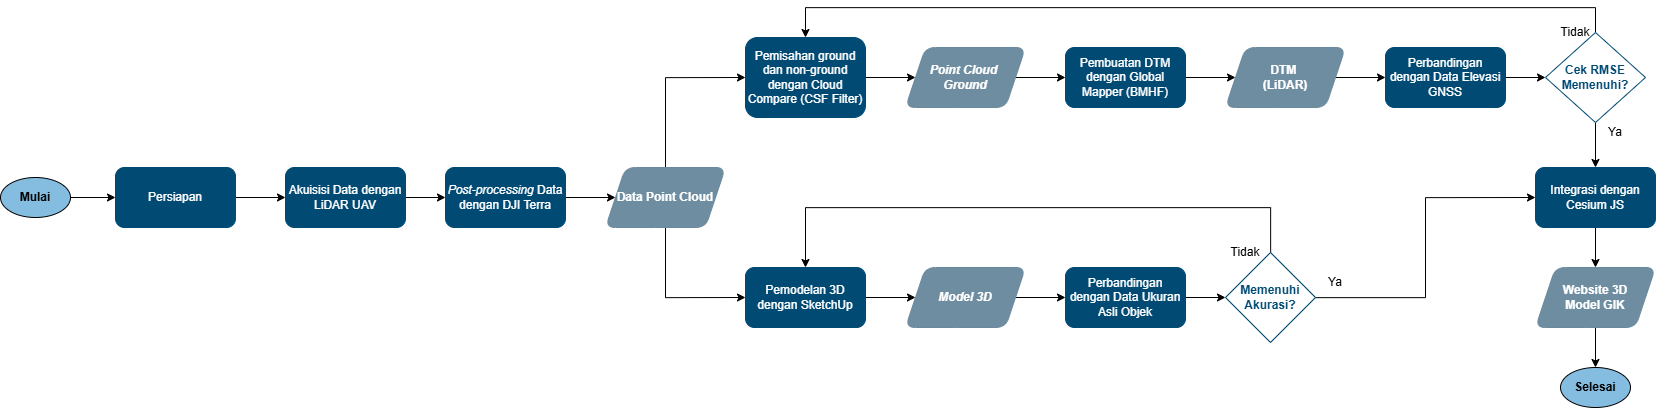 Mulai
Persiapan
Akuisisi Data dengan
LiDAR UAV
Post-processing Data
dengan DJI Terra
Data Point Cloud
Pemisahan ground
dan non-ground
dengan Cloud
Compare (CSF Filter)
Point Cloud
Ground
Pembuatan DTM
dengan Global
Mapper (BMHF)
DTM
(LiDAR)
Perbandingan
dengan Data Elevasi
GNSS
Tidak
Cek RMSE
Memenuhi?
Ya
Pemodelan 3D
dengan SketchUp
Model 3D
Perbandingan
dengan Data Ukuran
Asli Objek
Tidak
Memenuhi
Akurasi?
Ya
Integrasi dengan
Cesium JS
Website 3D
Model GIK
Selesai